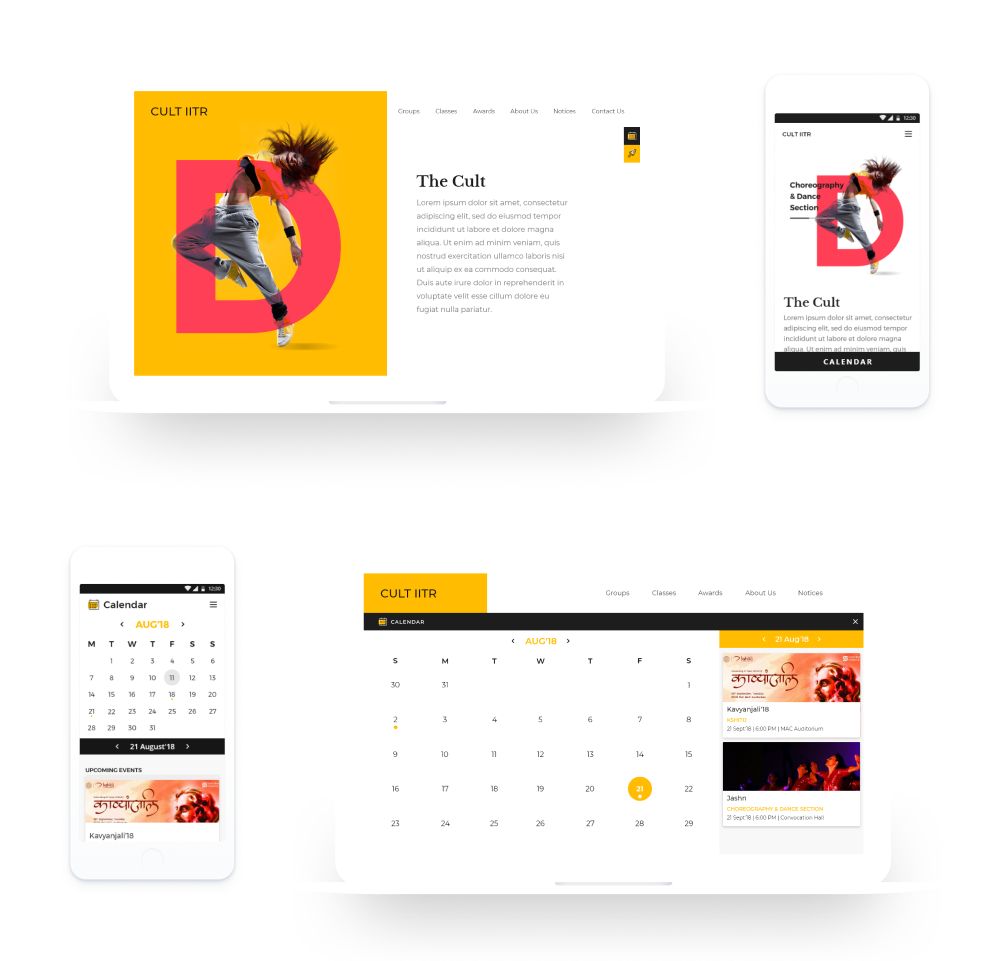 CULT IITR
Groups Classes Awards About Us Notices Contact Us
D
The Cult
Lorem ipsum dolor sit amet, consectetur
adipiscing elit, sed do eiusmod tempor
incididunt ut labore et dolore magna
aliqua. Ut enim ad minim veniam, quis
nostrud exercitation ullamco laboris nisi
ut aliquip ex ea commodo consequat.
Duis aute irure dolor in reprehenderit in
voluptate velit esse cillum dolore eu
fugiat nulla pariatur.
12:30
CULT IITR
D
Choreography
& Dance
Section
The Cult
Lorem ipsum dolor sit amet, consectetur
adipiscing elit, sed do eiusmod tempor
incididunt ut labore et dolore magna
aliqua. Ut enim ad minim veniam, quis
CALENDAR
12:30
Calendar
AUG'18
M T W T F S S
1 2 3 4 5 6
7 8 9 10 11 12 13
14 15 16 17 18 19 20
21 22 23 24 25 26 27
28 29 30 31
21 August'18
UPCOMING EVENTS
काव्यांजलि
Kavyanjali'18
CULT IITR
Groups Classes Awards About Us Notices
CALENDAR
AUG'18
S M T W T F S
30 31 1
2 3 4 5 6 7 8
9 10 11 12 13 14 15
16 17 18 19 20 21 22
23 24 25 26 27 28 29
21 Aug'18
काव्यांजलि
Kavyanjali'18
KSHITIJ
21 Sept'18 | 6:00 PM | MAC Auditorium
Jashn
CHOREOGRAPHY & DANCE SECTION
21 Sept'18 | 6:00 PM | Convocation Hall